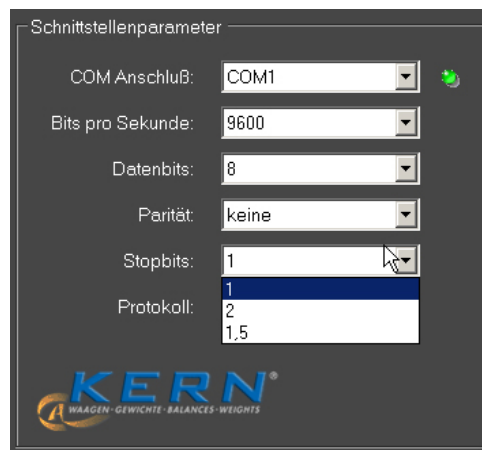 Schnittstellenparameter
COM Anschluß: COM1
Bits pro Sekunde: 9600
Datenbits: 8
Parität: keine
Stopbits: 1
1
Protokoll: 2
1,5
KERN®
WAAGEN-GEWICHTE-BALANCES-WEIGHTS